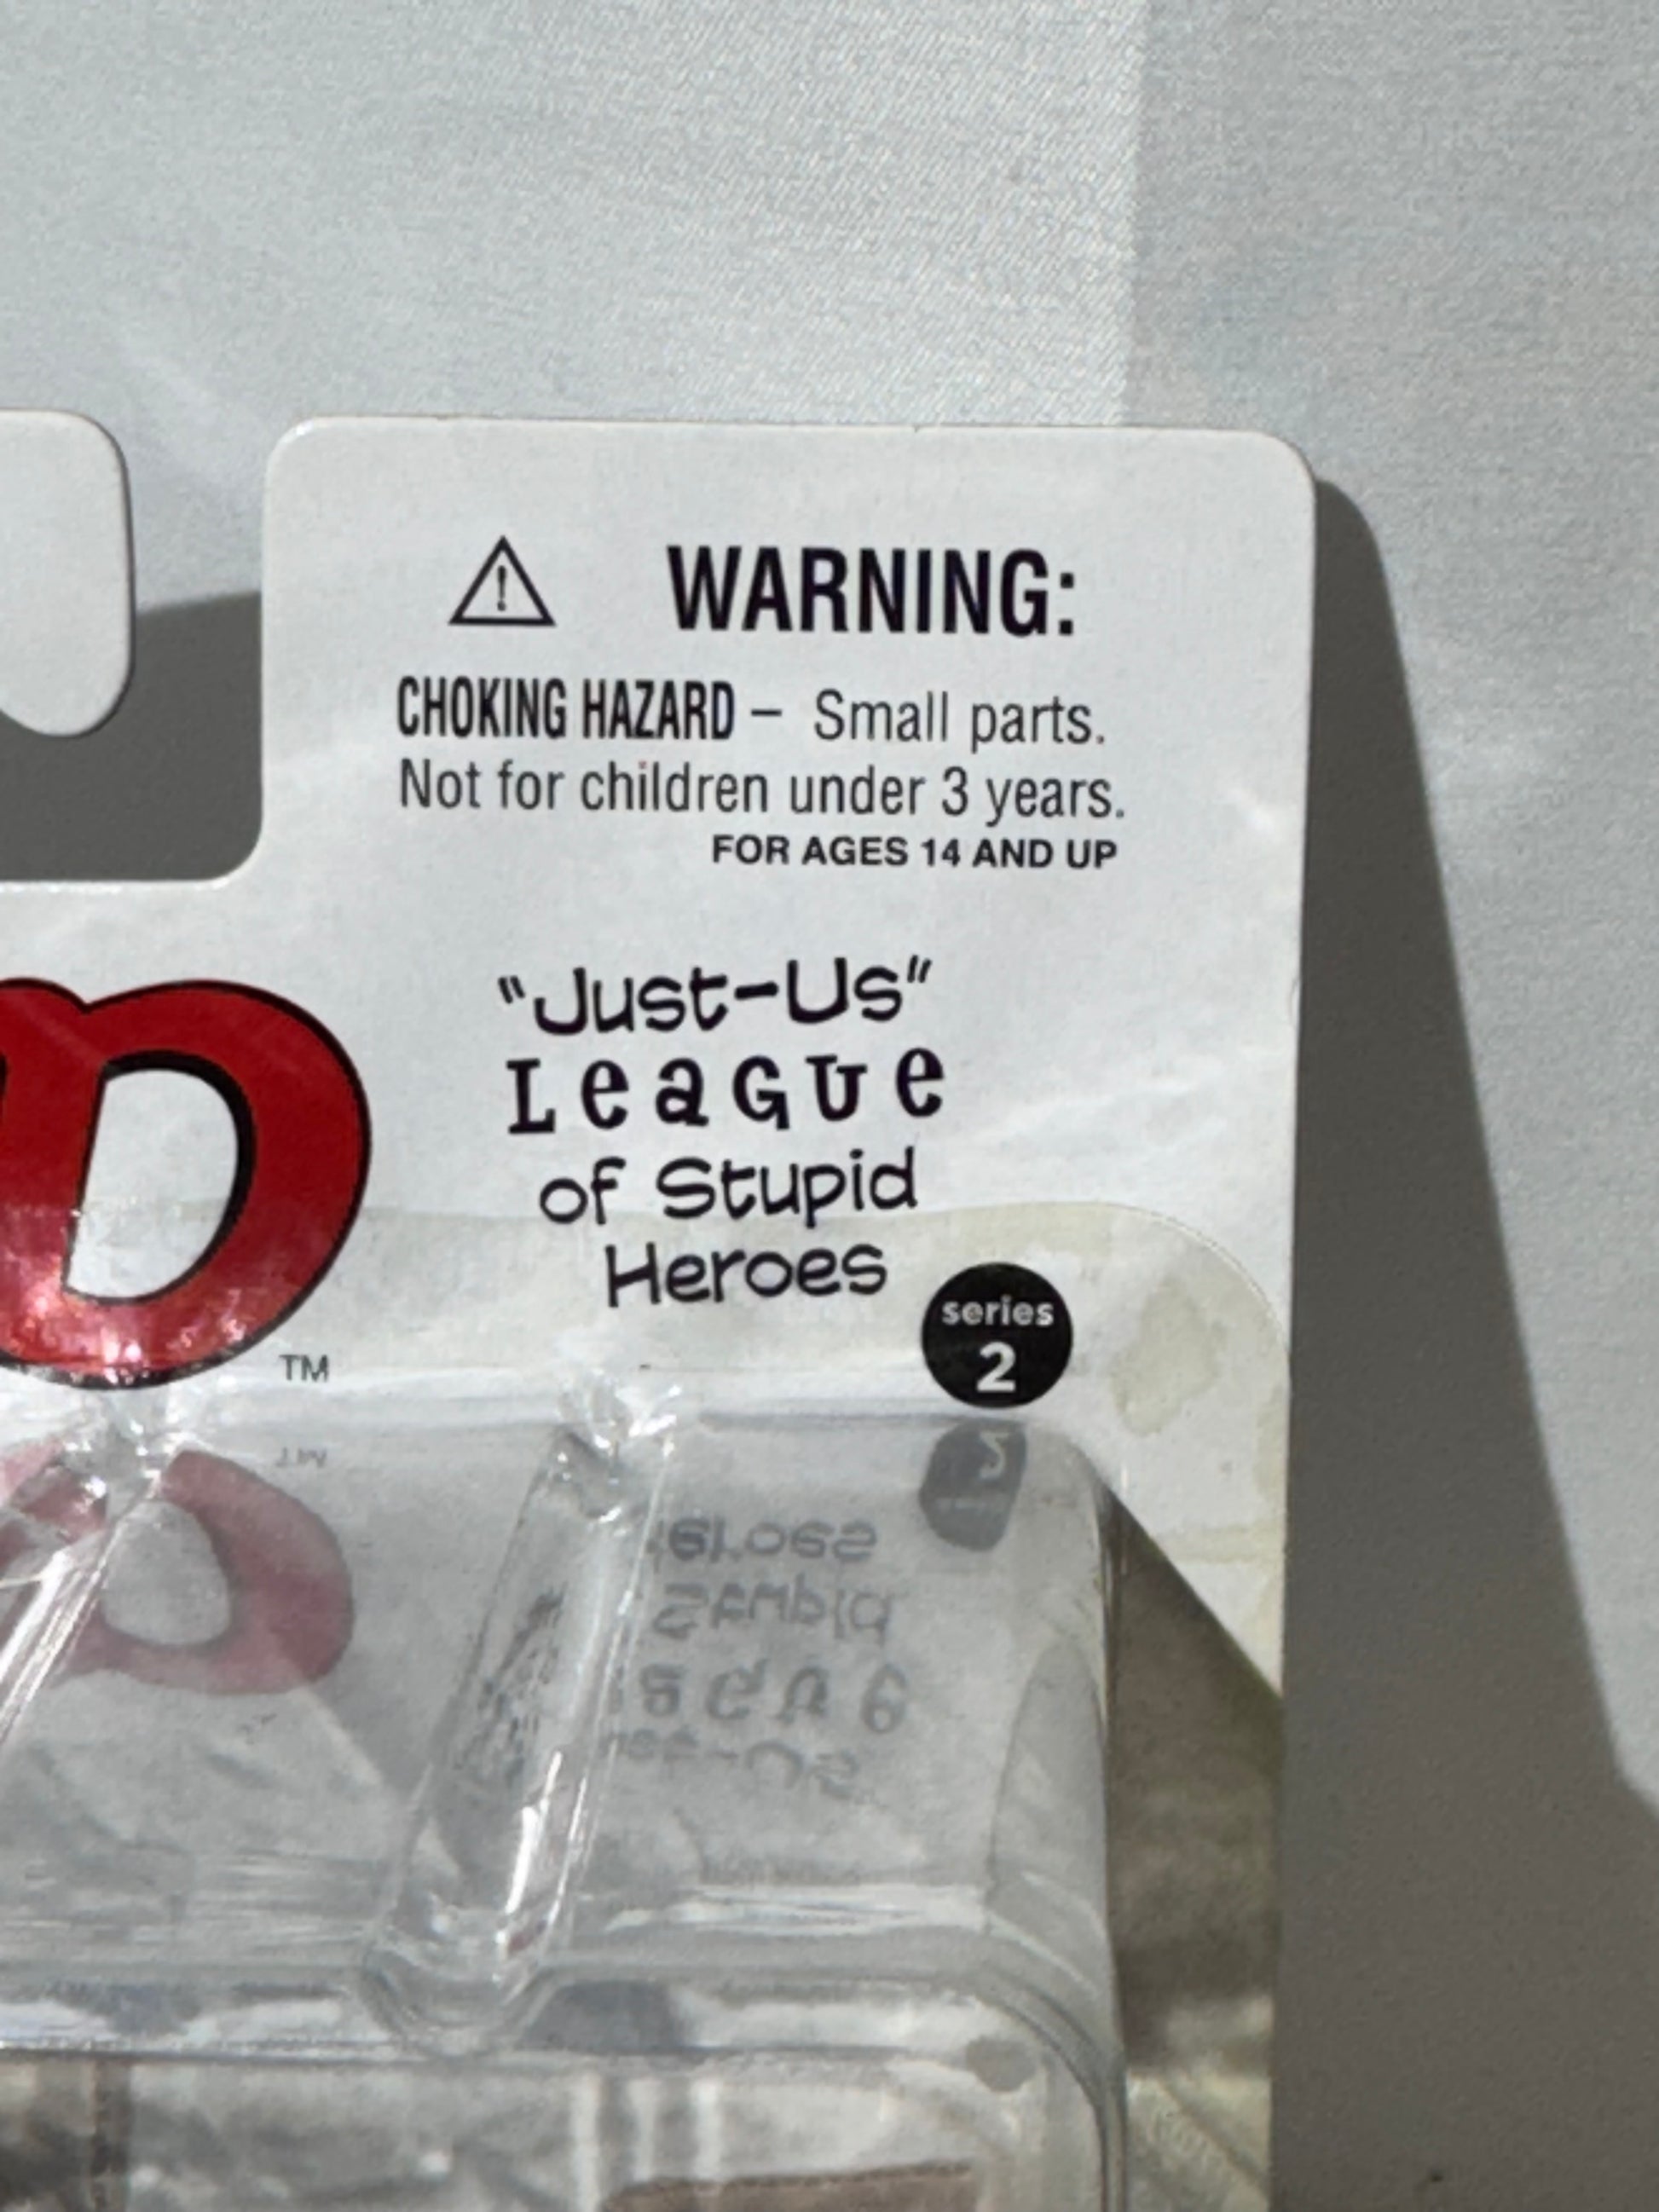 WARNING:
CHOKING HAZARD – Small parts.
Not for children under 3 years.
FOR AGES 14 AND UP
"Just-Us"
LeaGUe
of Stupid
Heroes
series
2
D
TM